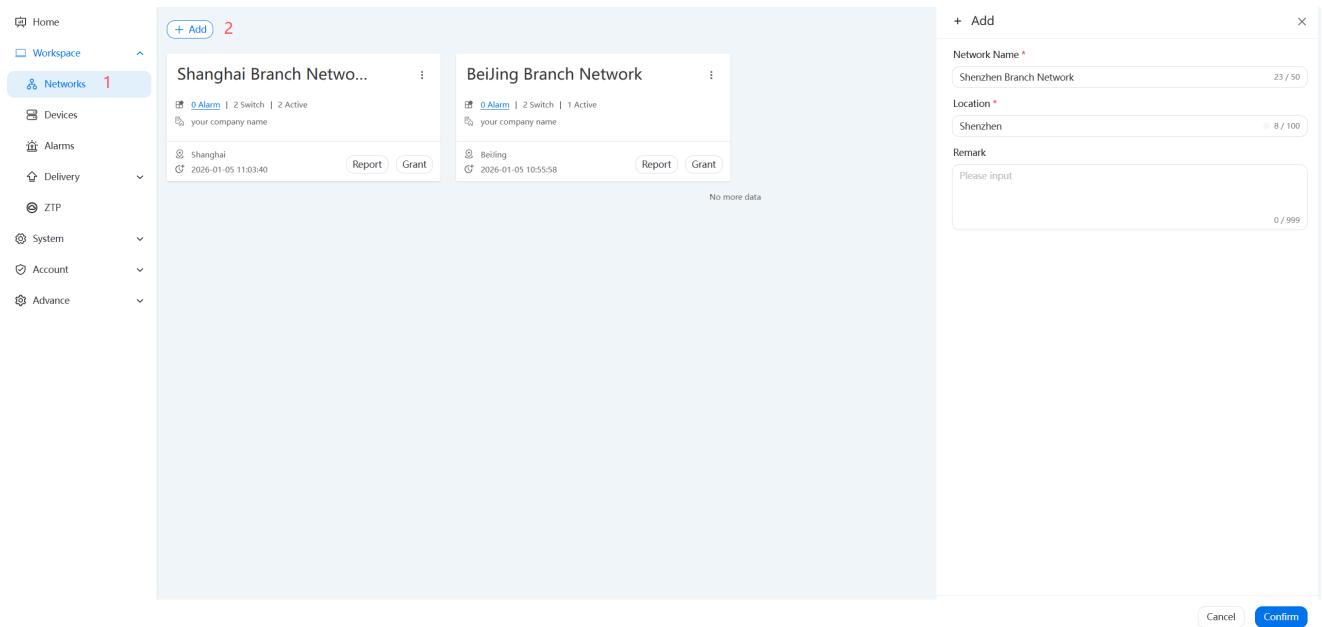 Home
Workspace
Networks 1
Devices
Alarms
Delivery
ZTP
System
Account
Advance
+ Add 2
Shanghai Branch Netwo...
0 Alarm | 2 Switch | 2 Active
your company name
Shanghai
2026-01-05 11:03:40
Report Grant
BeiJing Branch Network
0 Alarm | 2 Switch | 1 Active
your company name
BeiJing
2026-01-05 10:55:58
Report Grant
No more data
+ Add
Network Name *
Shenzhen Branch Network 23 / 50
Location *
Shenzhen 8 / 100
Remark
Please input
0 / 999
Cancel Confirm